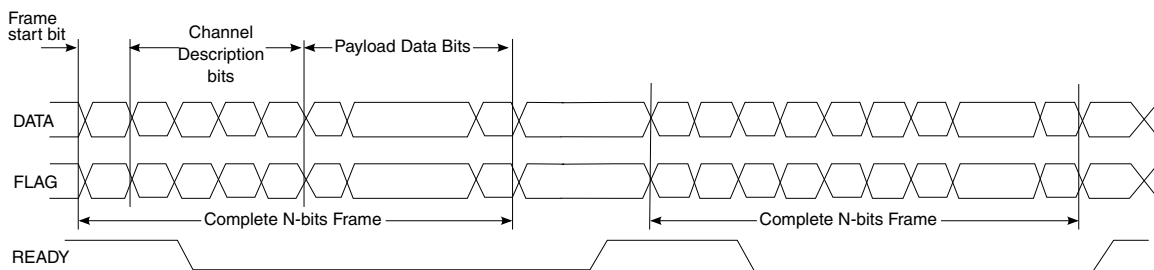 Frame
start bit
Channel
Description
bits
Payload Data Bits
DATA
FLAG
Complete N-bits Frame
Complete N-bits Frame
READY